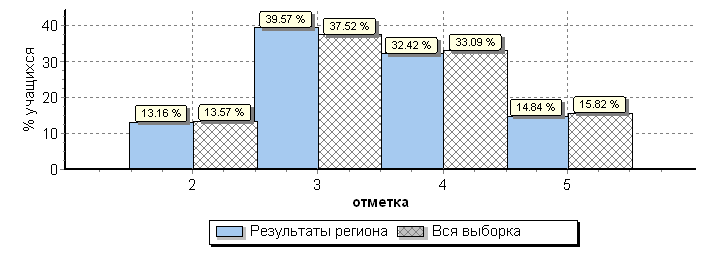 % учащихся
40
30
20
10
0
13.16 % 13.57 % 39.57 % 37.52 % 32.42 % 33.09 % 14.84 % 15.82 %
2 3 4 5
отметка
Результаты региона Вся выборка